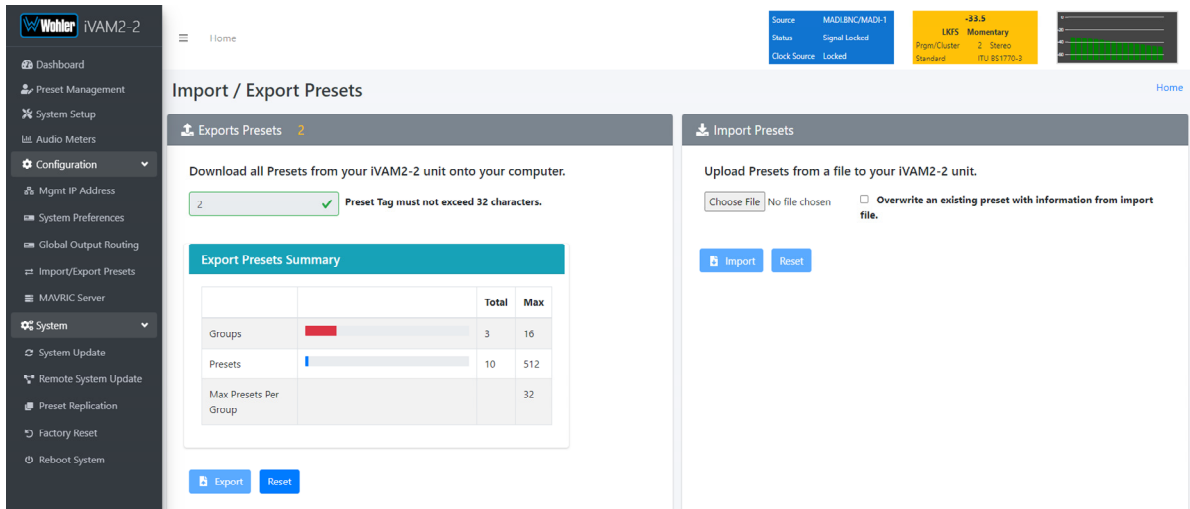 Wohler iVAM2-2
Dashboard
Preset Management
System Setup
Audio Meters
Configuration
Mgmt IP Address
System Preferences
Global Output Routing
Import/Export Presets
MAVRIC Server
System
System Update
Remote System Update
Preset Replication
Factory Reset
Reboot System
Home
Source MADI.BNC/MADI-1
Status Signal Locked
Clock Source Locked
-33.5
LKFS Momentary
Prgm/Cluster 2 Stereo
Standard ITU BS1770-3
Import / Export Presets
Home
Exports Presets 2
Download all Presets from your iVAM2-2 unit onto your computer.
2
Preset Tag must not exceed 32 characters.
Export Presets Summary
Total Max
Groups 3 16
Presets 10 512
Max Presets Per
Group
32
Export Reset
Import Presets
Upload Presets from a file to your iVAM2-2 unit.
Choose File No file chosen
Overwrite an existing preset with information from import
file.
Import Reset